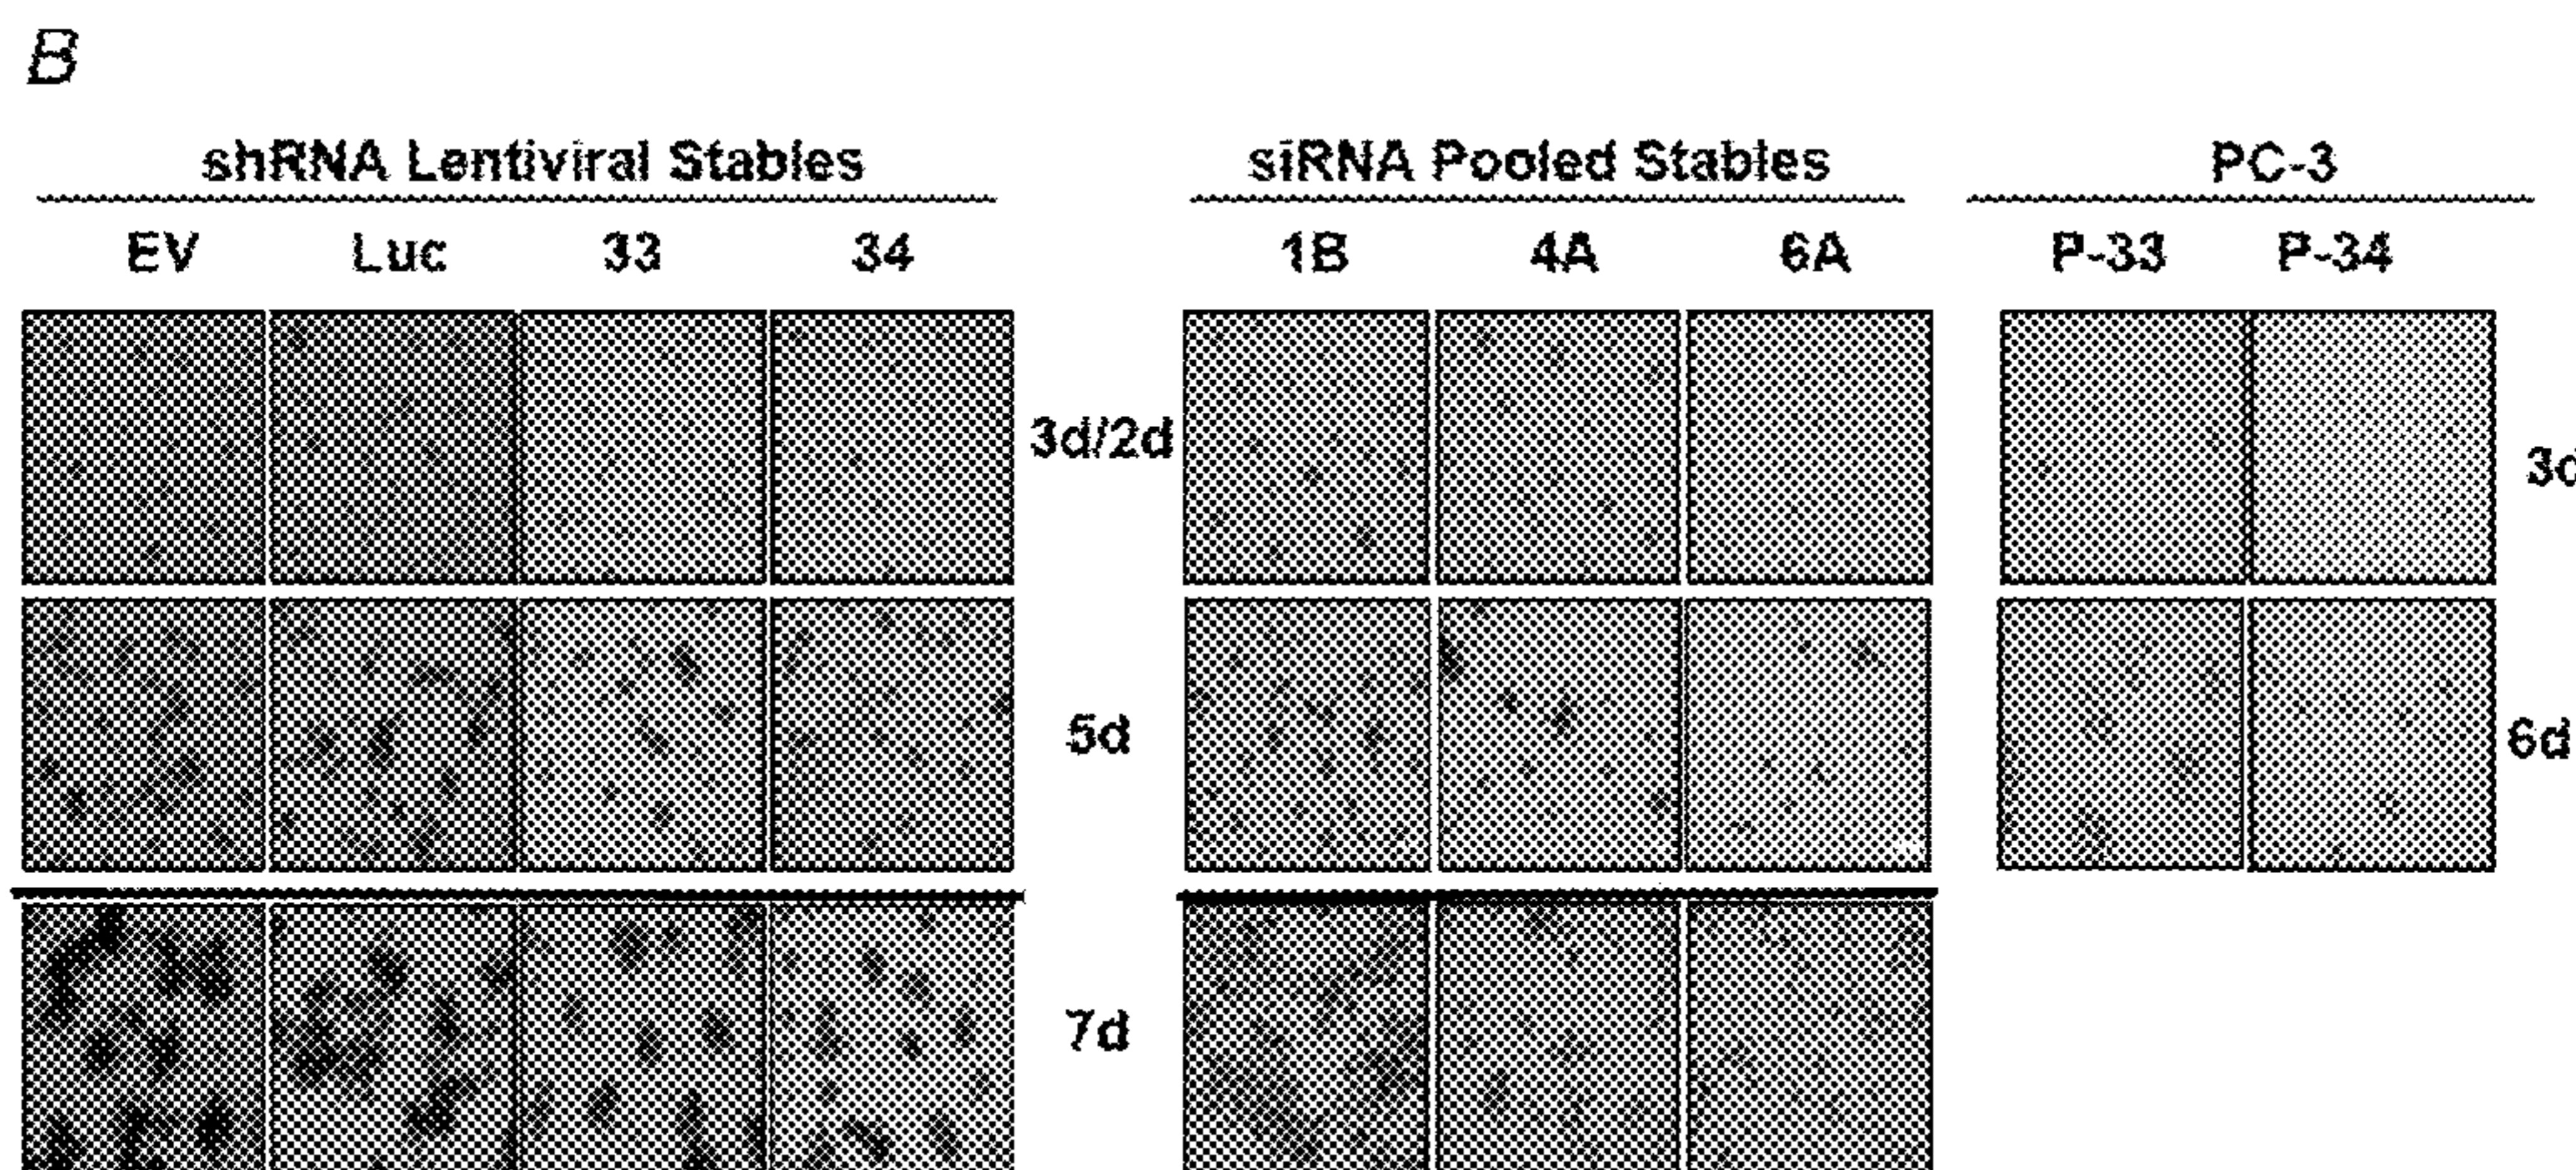 B
shRNA Lentiviral Stables siRNA Pooled Stables PC-3
EV Luc 33 34 1B 4A 6A P-33 P-34
3d/2d 3d
5d 6d
7d